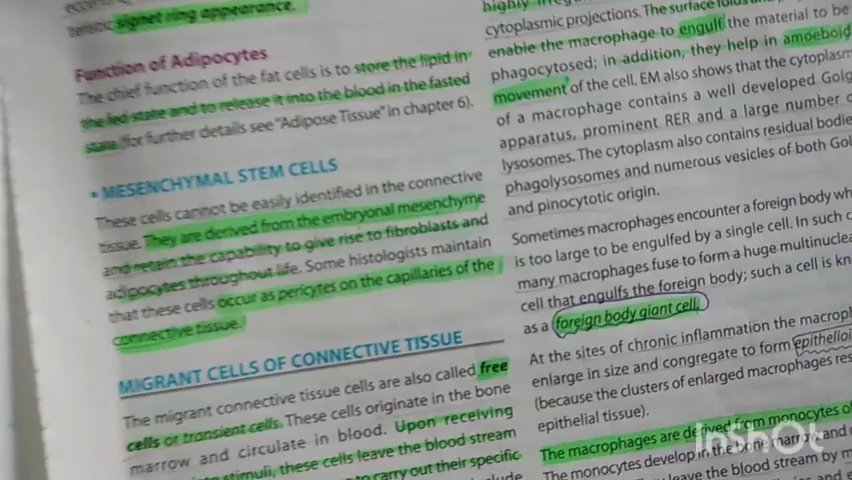 signet ring appearance.
Function of Adipocytes
The chief function of the fat cells is to store the lipid in
the fed state and to release it into the blood in the fasted
state (for further details see "Adipose Tissue" in chapter 6).
• MESENCHYMAL STEM CELLS
These cells cannot be easily identified in the connective
tissue. They are derived from the embryonal mesenchyme
and retain the capability to give rise to fibroblasts and
adipocytes throughout life. Some histologists maintain
that these cells occur as pericytes on the capillaries of the
connective tissue.
MIGRANT CELLS OF CONNECTIVE TISSUE
The migrant connective tissue cells are also called free
cells or transient cells. These cells originate in the bone
marrow and circulate in blood. Upon receiving
stimuli, these cells leave the blood stream
to carry out their specific
highly
cytoplasmic projections. The surface folds
enable the macrophage to engulf the material to be
phagocytosed; in addition, they help in amoeboid
movement of the cell. EM also shows that the cytoplasm
of a macrophage contains a well developed
apparatus, prominent RER and a large number
lysosomes. The cytoplasm also contains residual
phagolysosomes and numerous vesicles of both
and pinocytotic origin.
Sometimes macrophages encounter a foreign body
is too large to be engulfed by a single cell. In such
many macrophages fuse to form a huge
cell that engulfs the foreign body; such a cell is
as a foreign body giant cell.
At the sites of chronic inflammation the
enlarge in size and congregate to form
(because the clusters of enlarged macrophages
epithelial tissue).
The macrophages are derived from monocytes
The monocytes develop in the bone marrow and
leave the blood stream by
InShOt